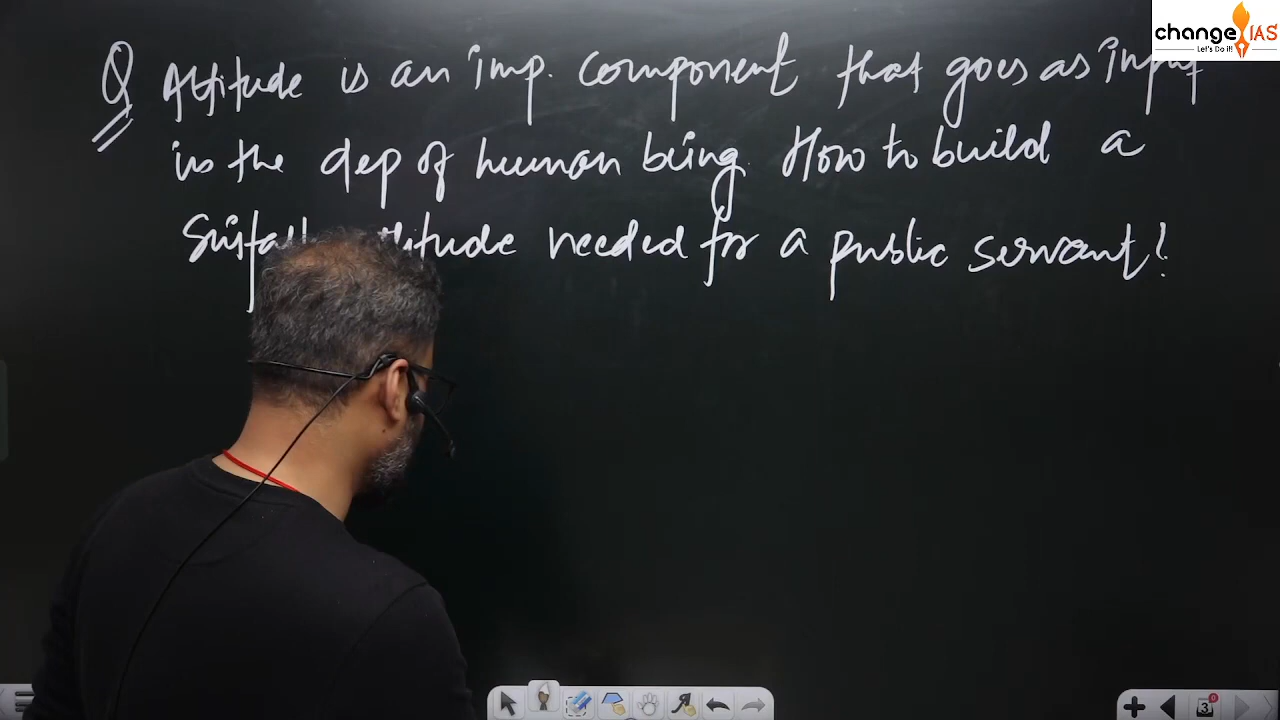 change IAS
Let's Do it!
Q Attitude is an imp. component that goes as input
in the dep of human being. How to build a
needed for a public servant?
3